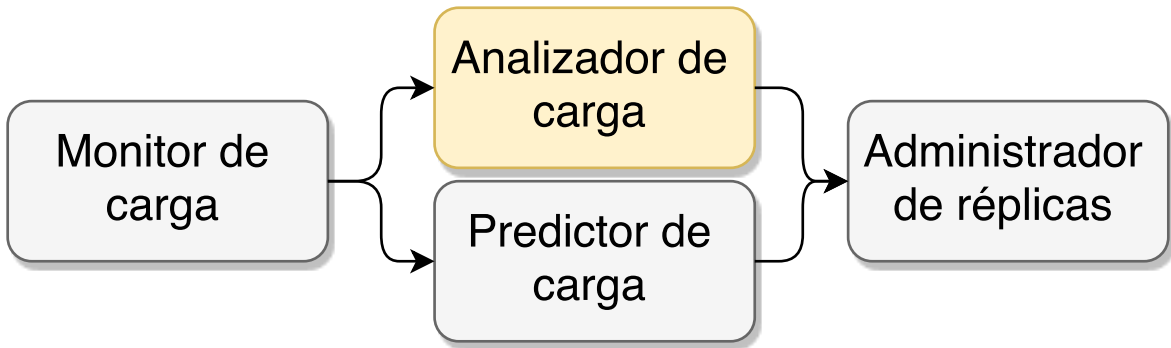 Monitor de
carga
Analizador de
carga
Predictor de
carga
Administrador
de réplicas